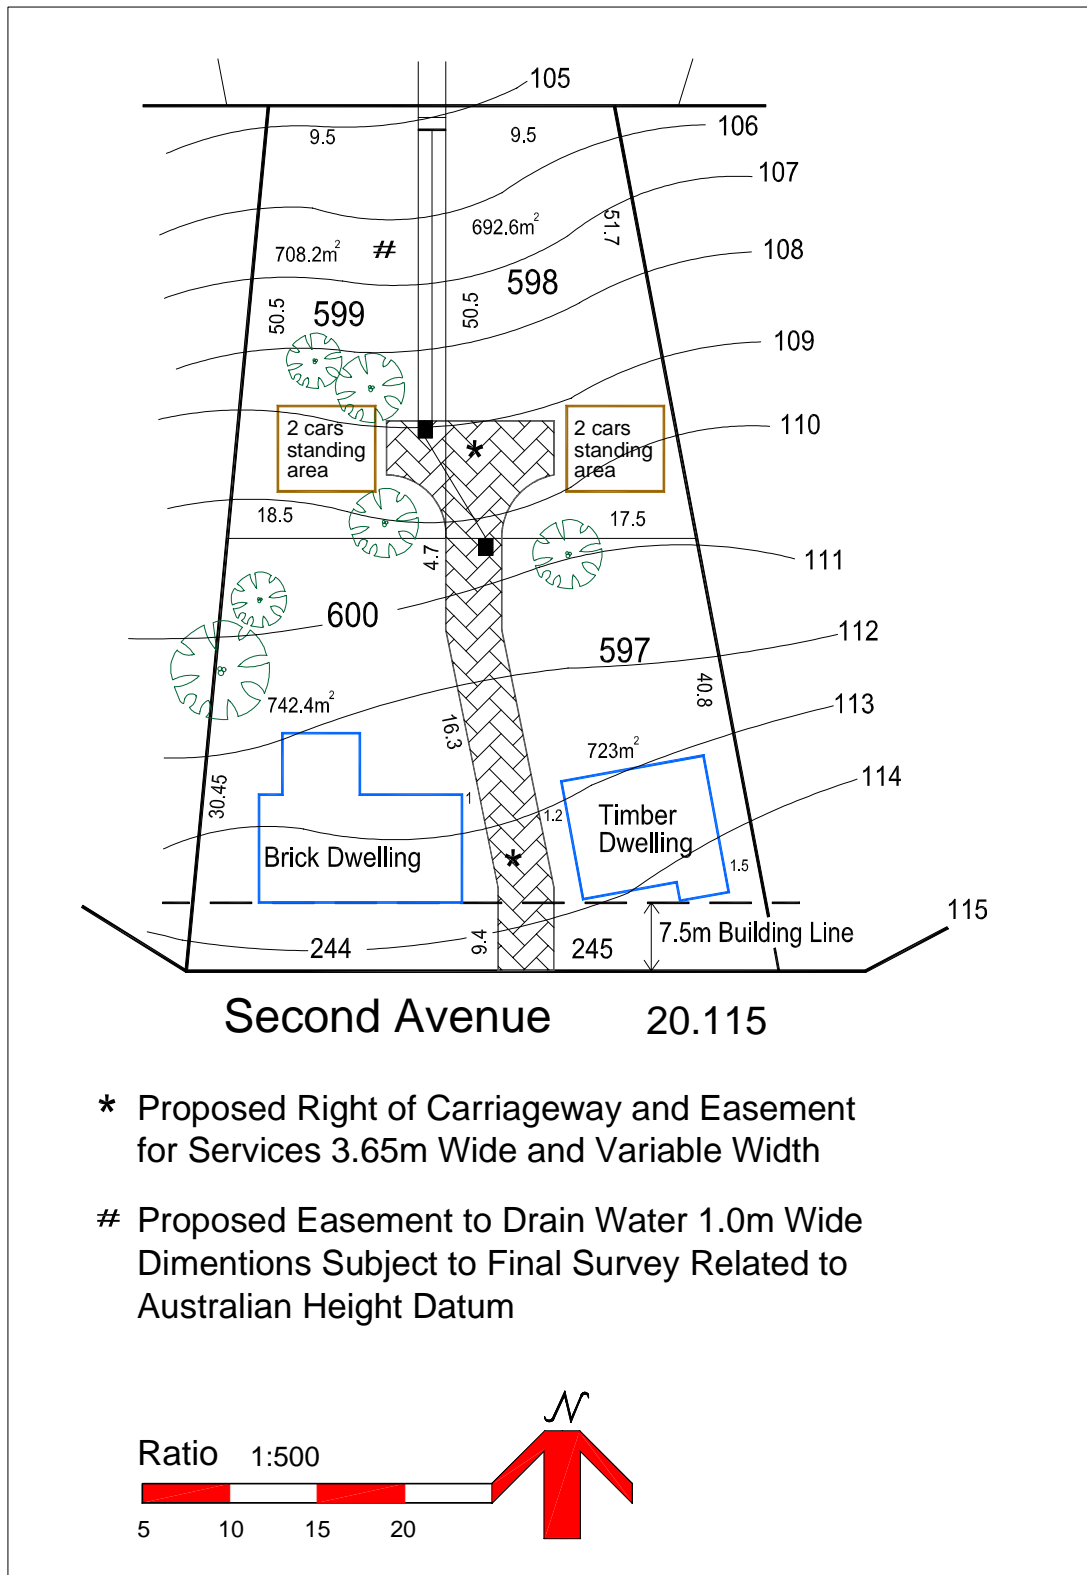 105
106
9.5
9.5
107
692.6m²
51.7
708.2m²
#
108
598
50.5
599
50.5
109
110
2 cars
standing
area
*
2 cars
standing
area
18.5
17.5
4.7
111
600
112
597
40.8
742.4m²
113
16.3
723m²
114
30.45
1
1.2
Timber
Dwelling
Brick Dwelling
*
1.5
115
244
9.4
245
7.5m Building Line
Second Avenue 20.115
* Proposed Right of Carriageway and Easement
for Services 3.65m Wide and Variable Width
# Proposed Easement to Drain Water 1.0m Wide
Dimentions Subject to Final Survey Related to
Australian Height Datum
N
Ratio 1:500
5 10 15 20